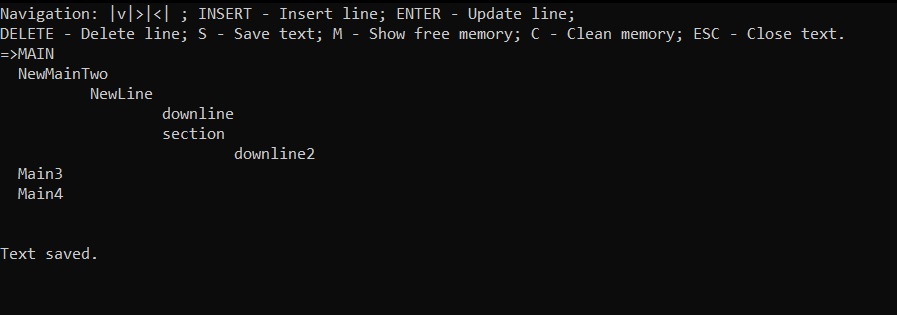 Navigation: |v|>|<| ; INSERT - Insert line; ENTER - Update line;
DELETE - Delete line; S - Save text; M - Show free memory; C - Clean memory; ESC - Close text.
=>MAIN
  NewMainTwo
          NewLine
                  downline
                  section
                          downline2
  Main3
  Main4
Text saved.